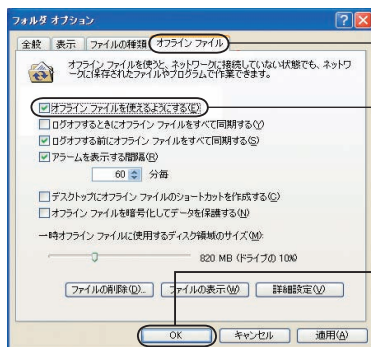 フォルダ オプション
全般 表示 ファイルの種類 オフライン ファイル
オフライン ファイルを使うと、ネットワークに接続していない状態でも、ネットワ
ークに保存されたファイルやプログラムで作業できます。
オフライン ファイルを使えるようにする(E)
ログオフするときにオフライン ファイルをすべて同期する(Y)
ログオフする前にオフライン ファイルをすべて同期する(S)
アラームを表示する間隔(R)
60 分毎
デスクトップにオフライン ファイルのショートカットを作成する(C)
オフライン ファイルを暗号化してデータを保護する(N)
一時オフライン ファイルに使用するディスク領域のサイズ(M):
820 MB (ドライブの 10%)
ファイルの削除(D)... ファイルの表示(W) 詳細設定(V)
OK キャンセル 適用(A)